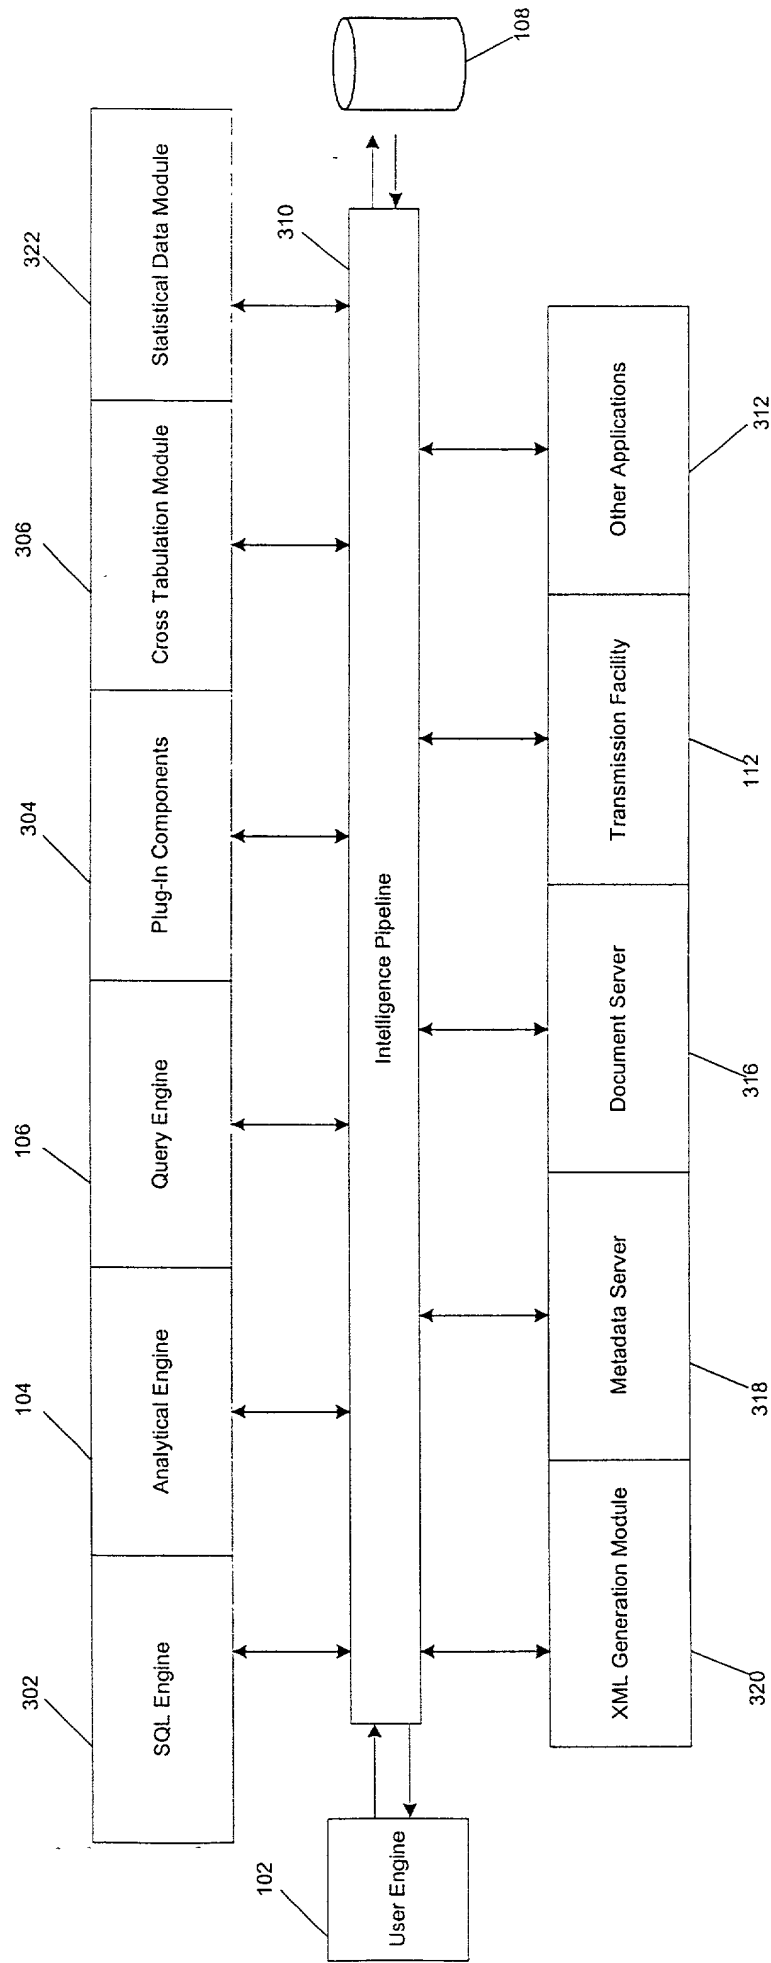 302
104
106
304
306
322
SQL Engine
Analytical Engine
Query Engine
Plug-In Components
Cross Tabulation Module
Statistical Data Module
102
User Engine
Intelligence Pipeline
310
108
XML Generation Module
Metadata Server
Document Server
Transmission Facility
Other Applications
320
318
316
112
312